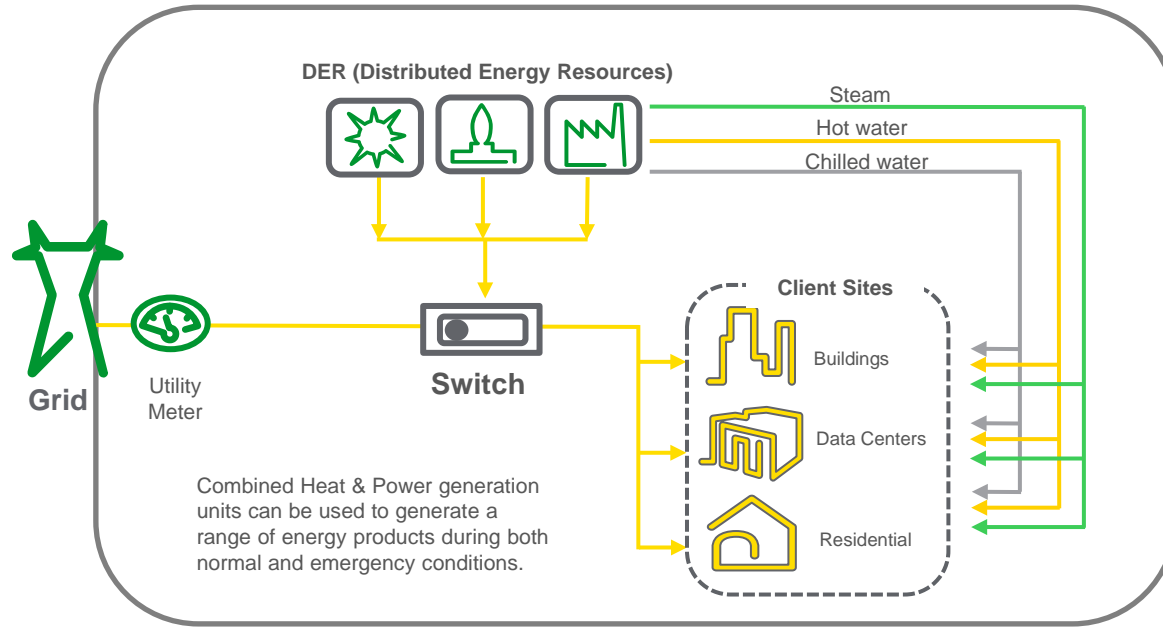 DER (Distributed Energy Resources)
Steam
Hot water
Chilled water
Client Sites
Buildings
Switch
Grid
Utility
Meter
Data Centers
Combined Heat & Power generation
units can be used to generate a
range of energy products during both
normal and emergency conditions.
Residential